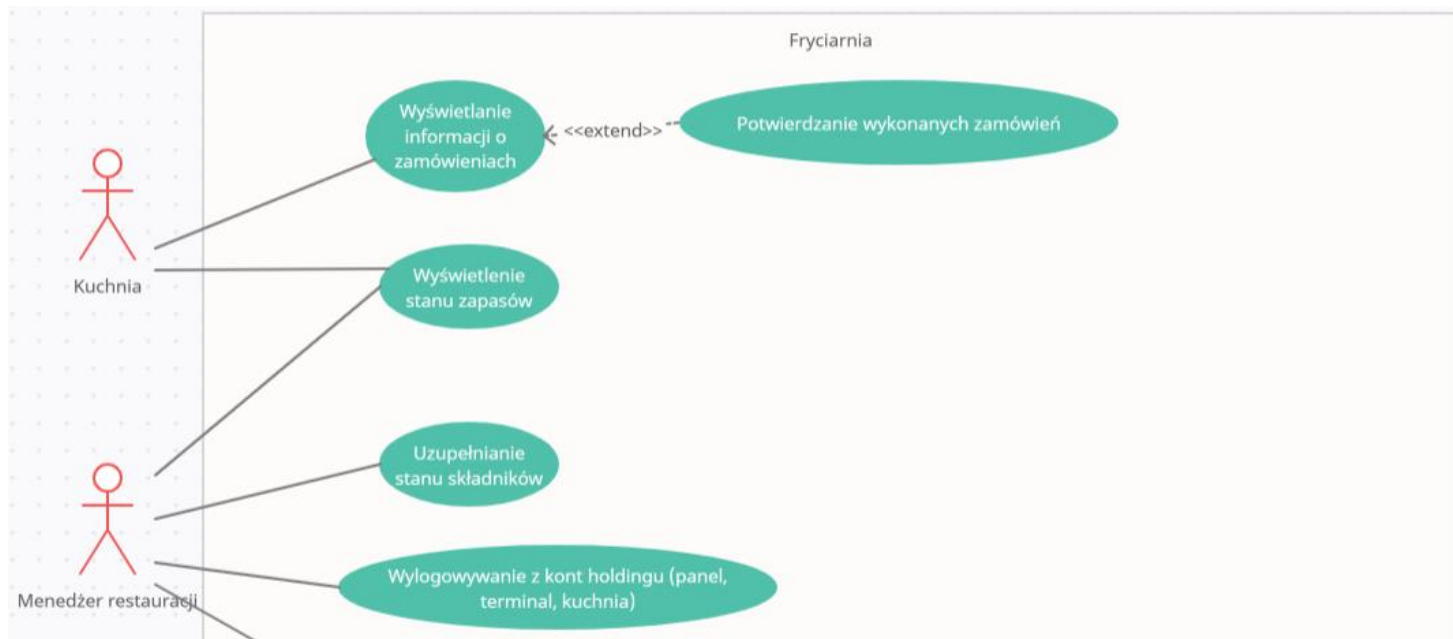 Fryciarnia
Wyświetlanie
informacji o
zamówieniach
<<extend>>
Potwierdzanie wykonanych zamówień
Kuchnia
Wyświetlenie
stanu zapasów
Uzupełnianie
stanu składników
Wylogowywanie z kont holdingu (panel,
terminal, kuchnia)
Menedżer restauracji